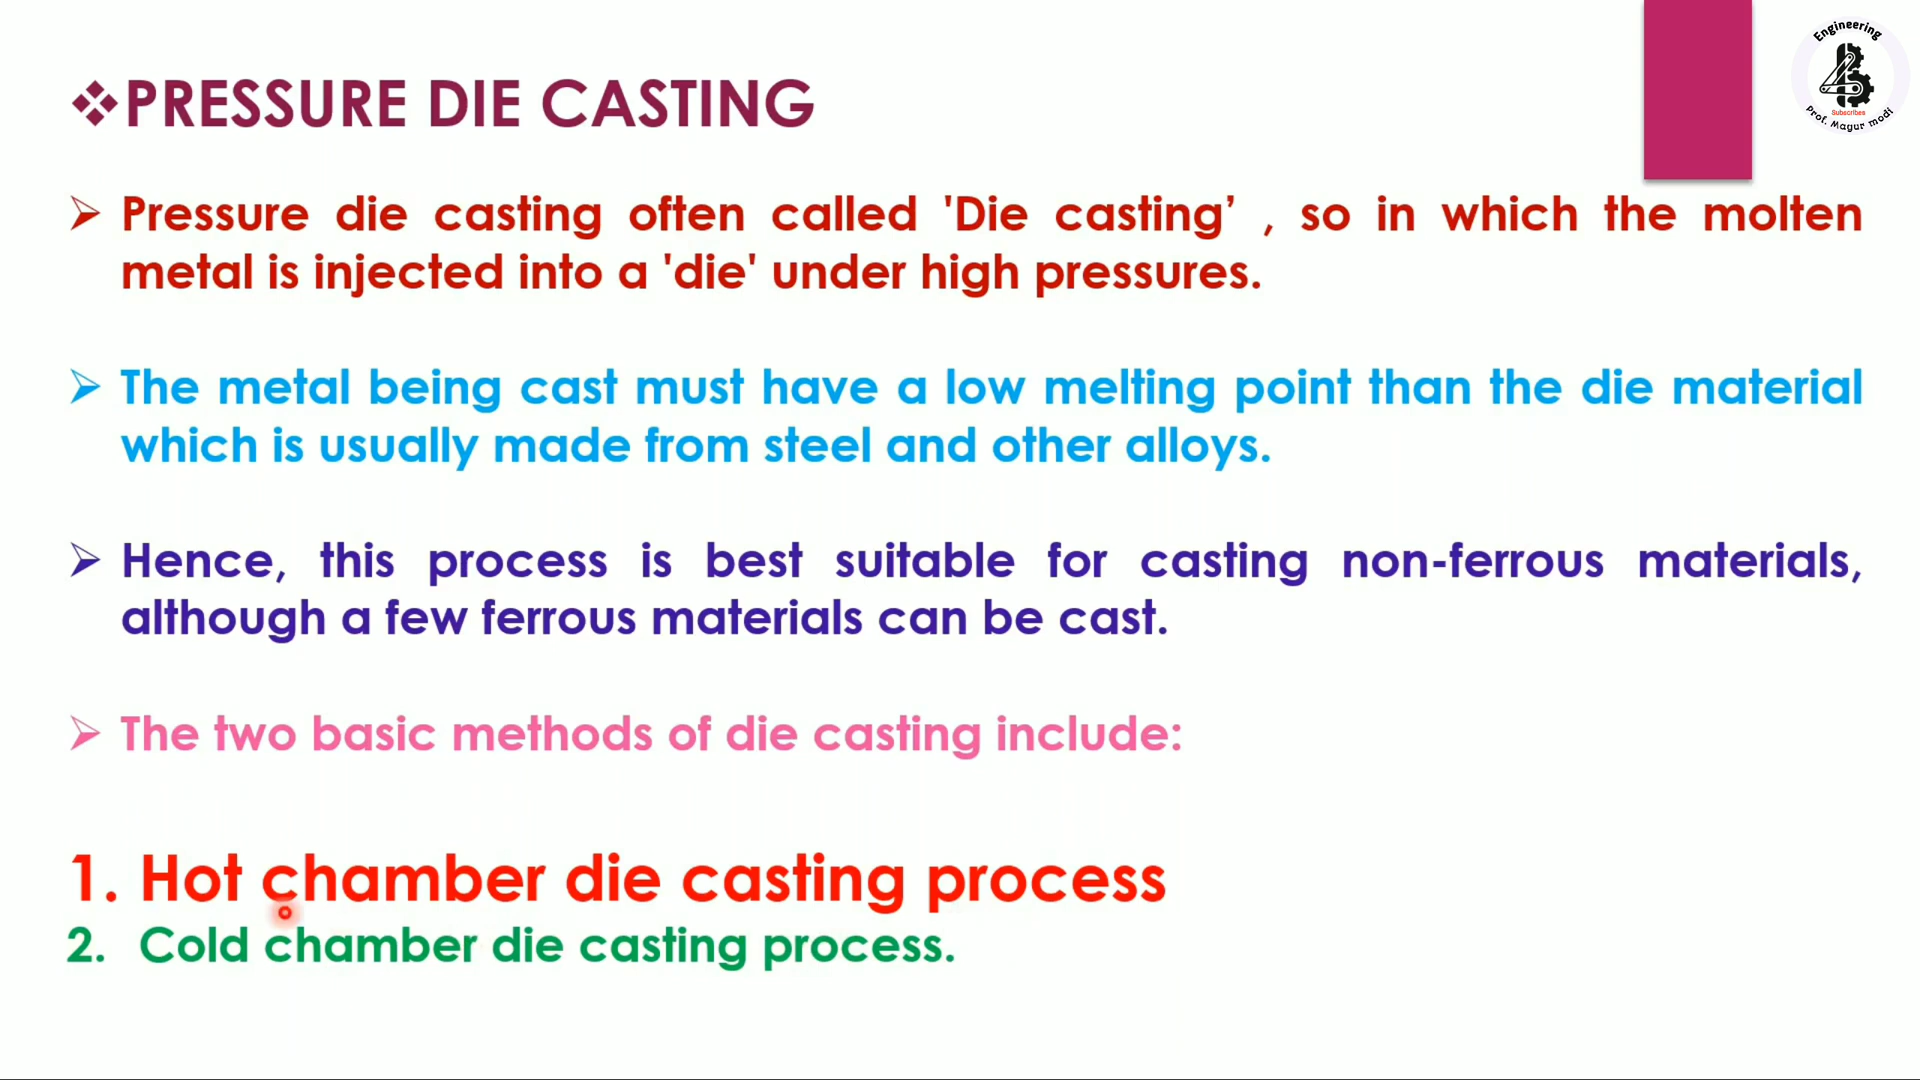 ❖PRESSURE DIE CASTING
Engineering
Subscribes
Prof. Mayur modi
➢ Pressure die casting often called 'Die casting’ , so in which the molten
metal is injected into a 'die' under high pressures.
➢ The metal being cast must have a low melting point than the die material
which is usually made from steel and other alloys.
➢ Hence, this process is best suitable for casting non-ferrous materials,
although a few ferrous materials can be cast.
➢ The two basic methods of die casting include:
1. Hot chamber die casting process
2. Cold chamber die casting process.